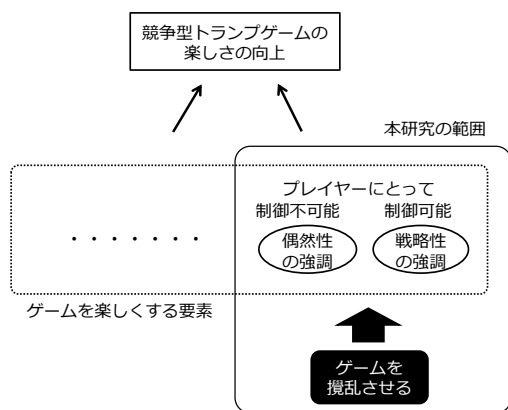 競争型トランプゲームの
楽しさの向上
本研究の範囲
プレイヤーにとって
制御不可能 制御可能
偶然性
の強調
戦略性
の強調
・・・・・・・
ゲームを楽しくする要素
ゲームを
攪乱させる